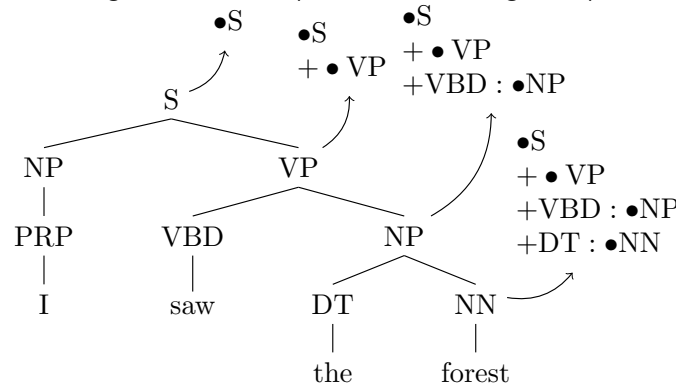 ●S
●S
+ ● VP
●S
+ ● VP
+VBD : ●NP
S
NP VP
●S
+ ● VP
+VBD : ●NP
+DT : ●NN
PRP VBD NP
I saw DT NN
the forest